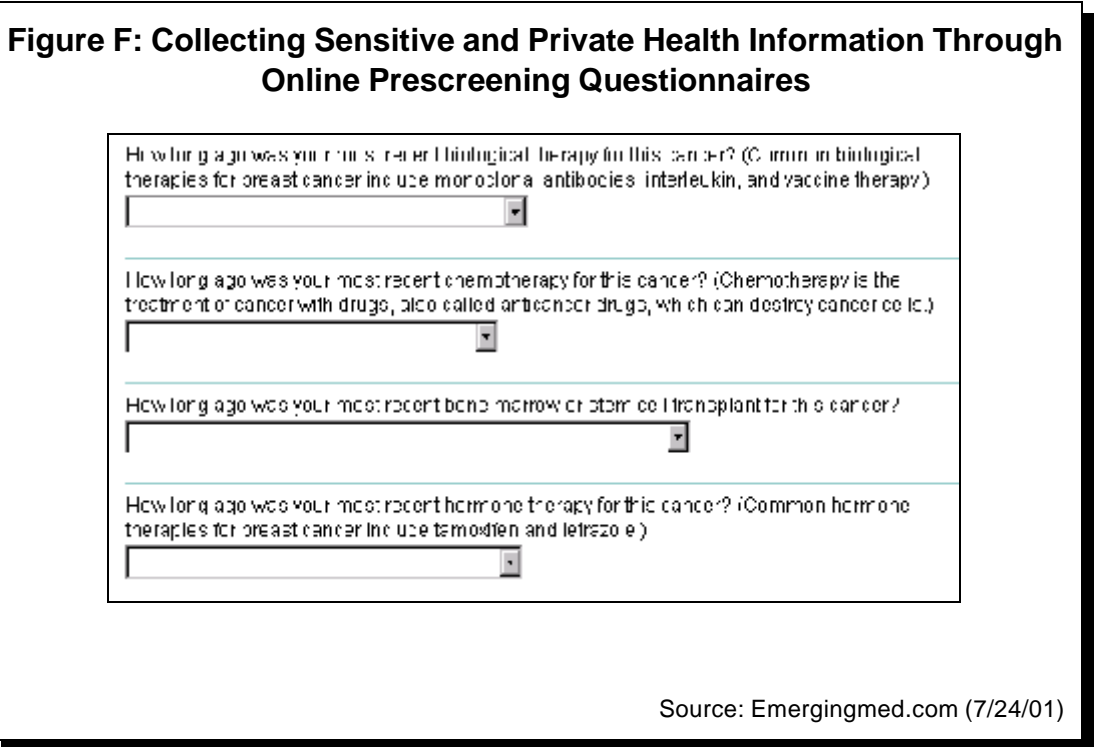 Figure F: Collecting Sensitive and Private Health Information Through
Online Prescreening Questionnaires
How long ago was your most recent biological therapy for this cancer? (Common biological
therapies for breast cancer include monoclonal antibodies, interleukin, and vaccine therapy.)
How long ago was your most recent chemotherapy for this cancer? (Chemotherapy is the
treatment of cancer with drugs, also called anticancer drugs, which can destroy cancer cells.)
How long ago was your most recent bone marrow or stem cell transplant for this cancer?
How long ago was your most recent hormone therapy for this cancer? (Common hormone
therapies for breast cancer include tamoxifen and letrazole.)
Source: Emergingmed.com (7/24/01)